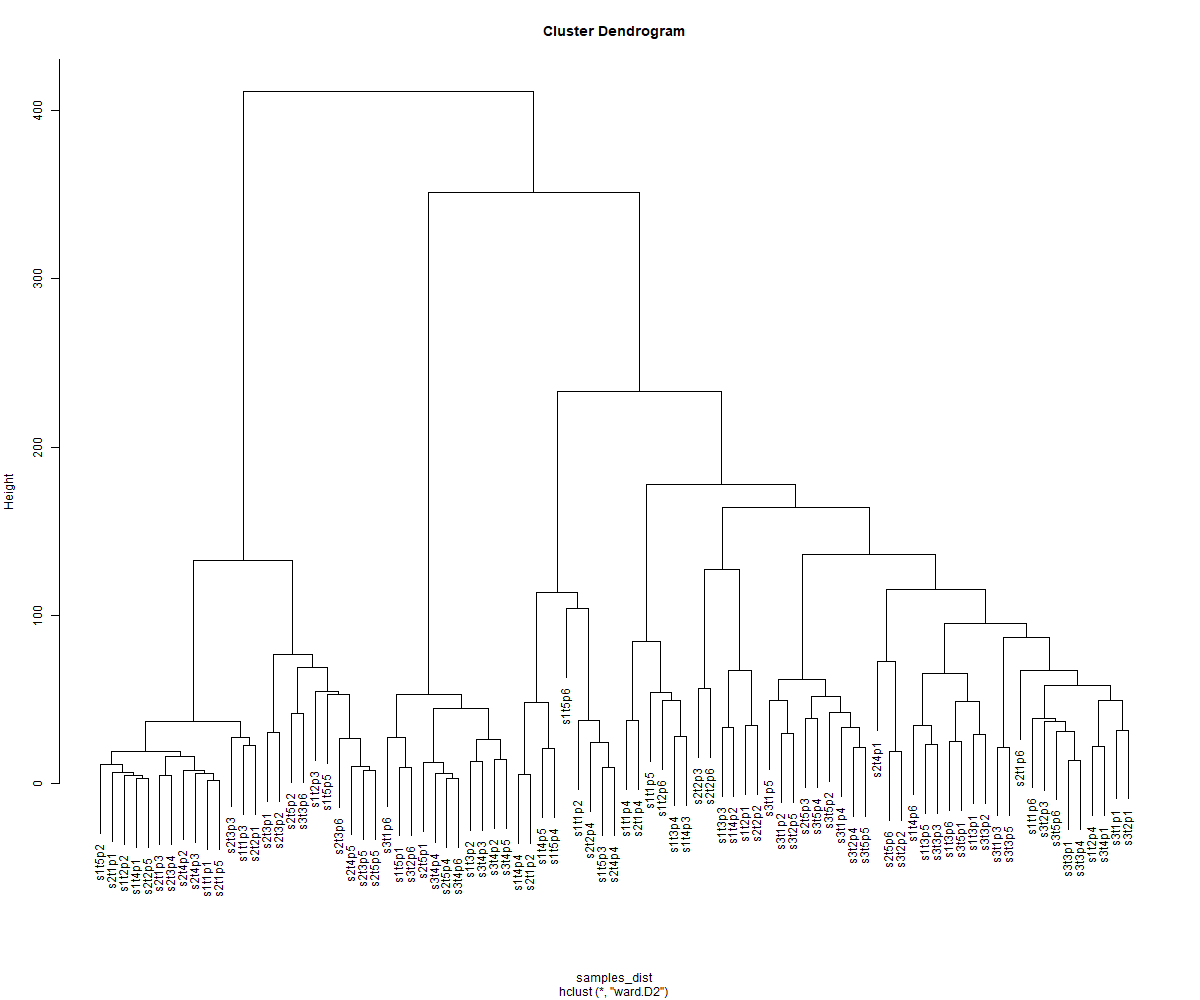 Cluster Dendrogram
400
300
200
100
0
Height
s1t5p2
s2t1p1
s1t2p2
s1t4p1
s2t2p5
s2t1p3
s2t3p4
s2t4p2
s2t4p3
s1t1p1
s2t1p5
s2t3p3
s1t1p3
s2t2p1
s2t3p1
s2t3p2
s2t5p2
s3t3p6
s1t2p3
s1t5p5
s2t3p6
s2t4p5
s2t3p5
s2t5p5
s3t1p6
s1t5p1
s3t2p6
s2t5p1
s3t4p4
s2t5p4
s3t4p6
s1t3p2
s3t4p3
s3t4p2
s3t4p5
s1t4p4
s2t1p2
s1t4p5
s1t5p4
s1t5p6
s1t1p2
s2t2p4
s1t5p3
s2t4p4
s1t1p4
s2t1p4
s1t1p5
s1t2p6
s1t3p4
s1t4p3
s2t2p3
s2t2p6
s1t3p3
s1t4p2
s1t2p1
s2t2p2
s3t1p5
s3t1p2
s3t2p5
s2t5p3
s3t5p4
s3t5p2
s3t1p4
s3t2p4
s3t5p5
s2t4p1
s2t5p6
s3t2p2
s1t4p6
s1t3p5
s3t3p3
s1t3p6
s3t5p1
s1t3p1
s3t3p2
s3t1p3
s3t3p5
s2t1p6
s1t1p6
s3t2p3
s3t5p6
s3t3p1
s3t3p4
s1t2p4
s3t4p1
s3t1p1
s3t2p1
samples_dist
hclust (*, "ward.D2")